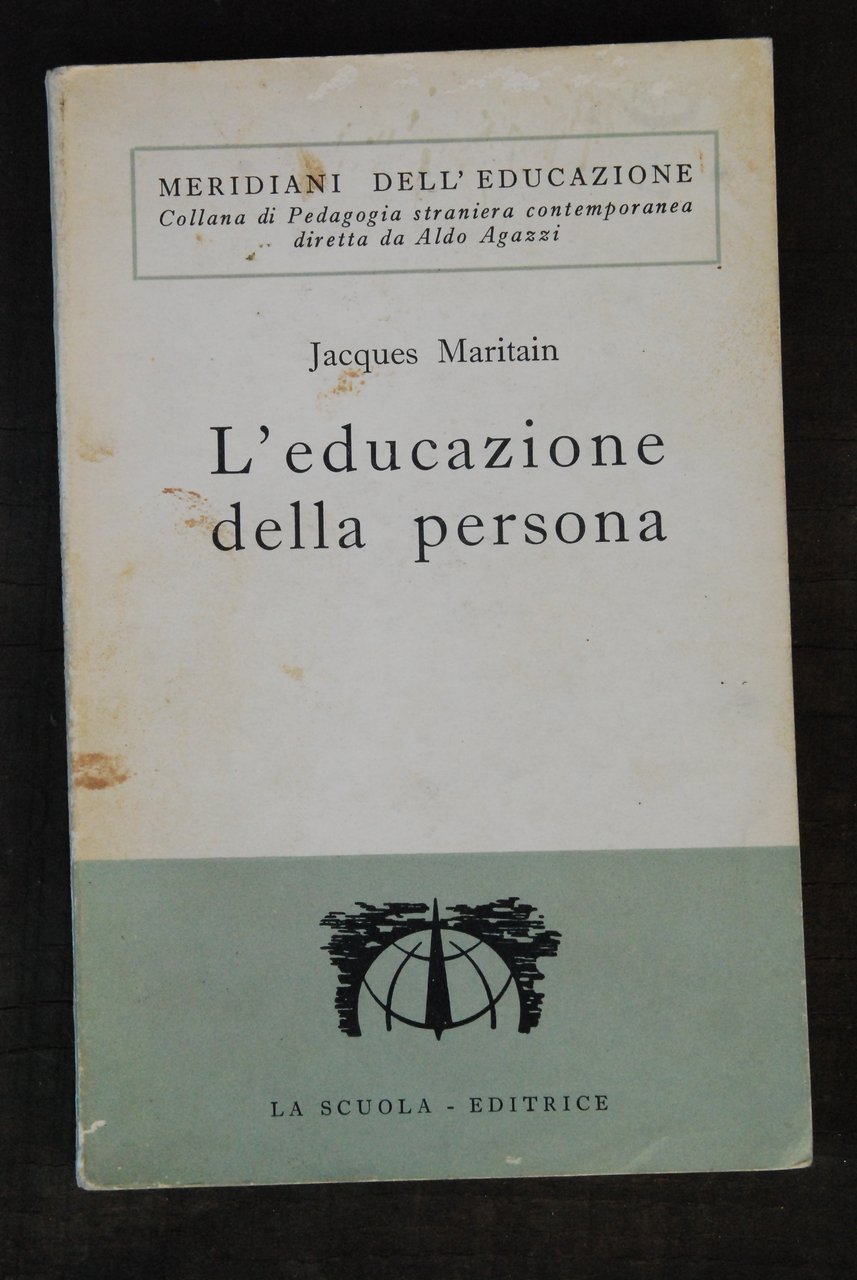 MERIDIANI DELL' EDUCAZIONE
Collana di Pedagogia straniera contemporanea
diretta da Aldo Agazzi
Jacques Maritain
L'educazione
della persona
LA SCUOLA - EDITRICE